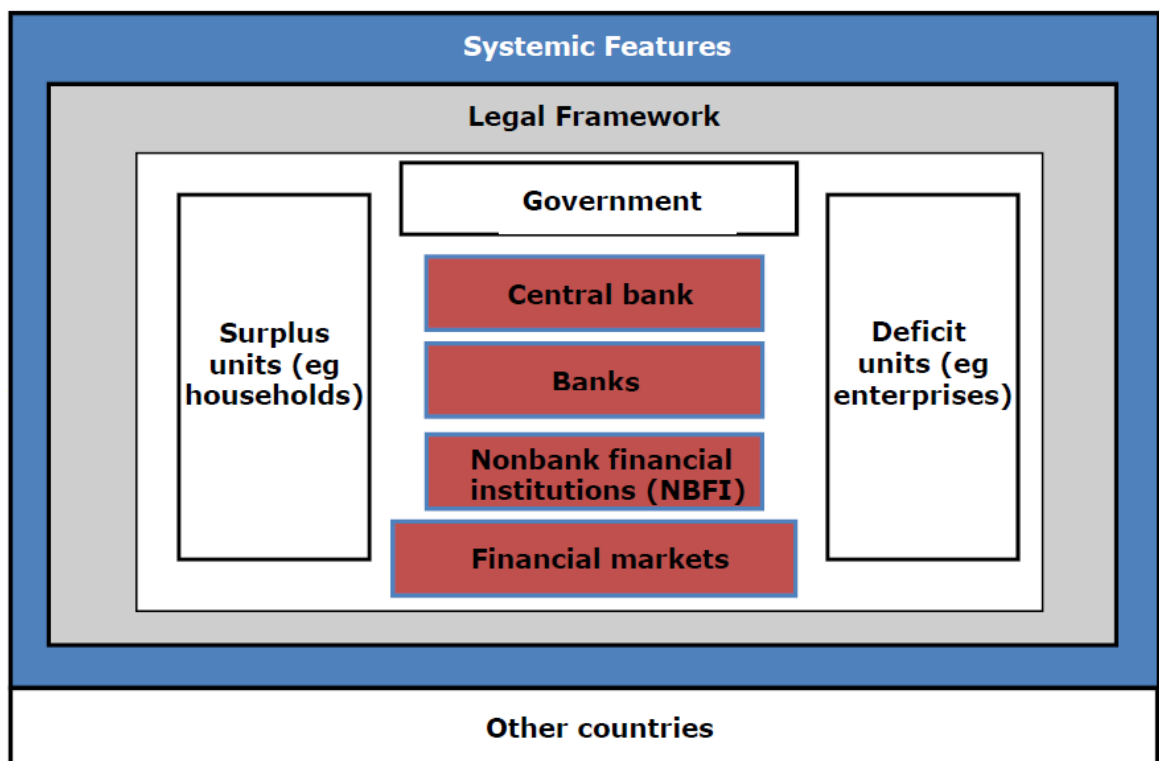 Systemic Features
Legal Framework
Government
Surplus
units (eg
households)
Central bank
Banks
Nonbank financial
institutions (NBFI)
Financial markets
Deficit
units (eg
enterprises)
Other countries